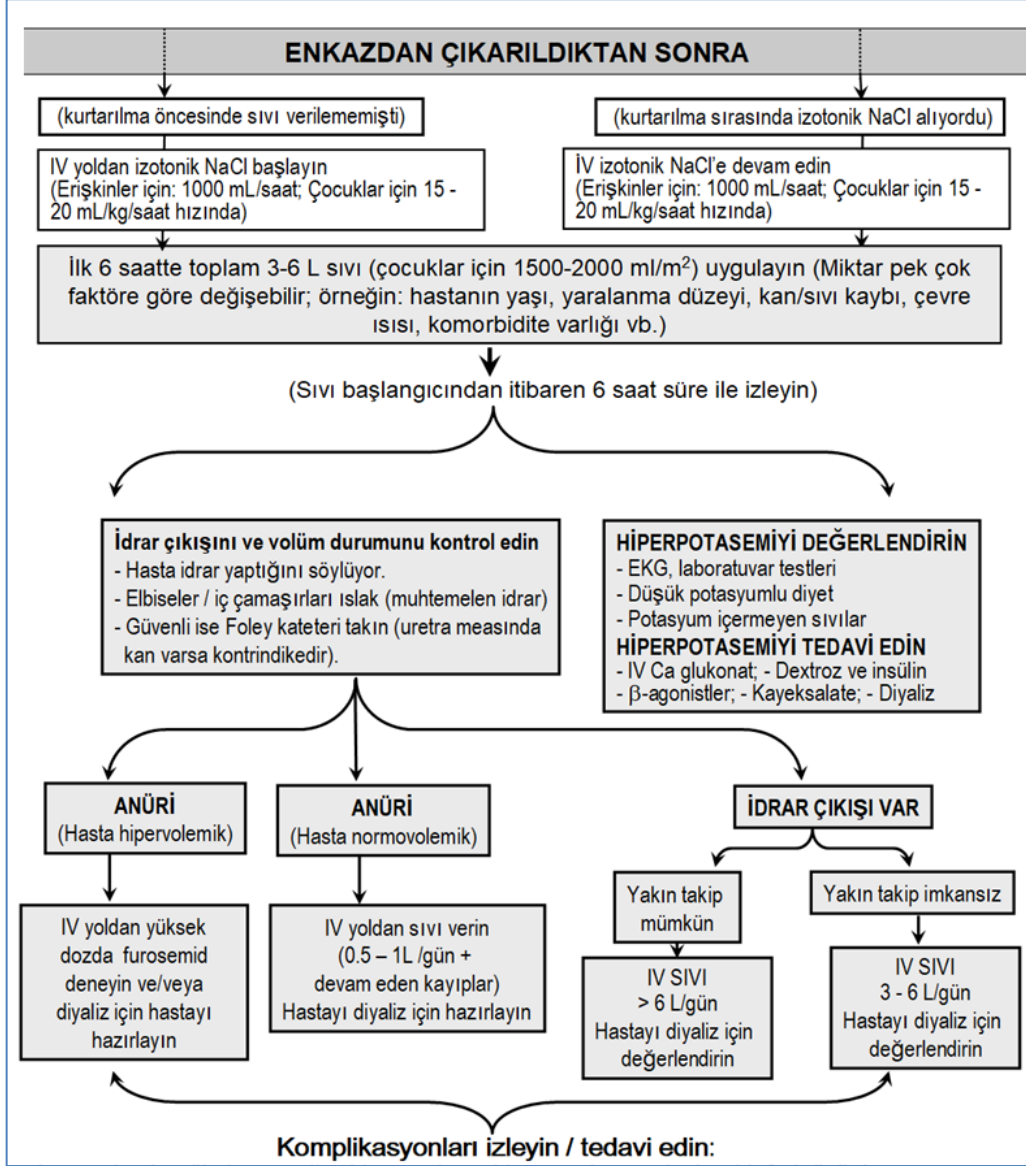 ENKAZDAN ÇIKARILDIKTAN SONRA
(kurtarılma öncesinde sıvı verilememişti)
(kurtarılma sırasında izotonik NaCl alıyordu)
IV yoldan izotonik NaCl başlayın
(Erişkinler için: 1000 mL/saat; Çocuklar için 15 -
20 mL/kg/saat hızında)
İV izotonik NaCl'e devam edin
(Erişkinler için: 1000 mL/saat; Çocuklar için 15 -
20 mL/kg/saat hızında)
İlk 6 saatte toplam 3-6 L sıvı (çocuklar için 1500-2000 ml/m²) uygulayın (Miktar pek çok
faktöre göre değişebilir; örneğin: hastanın yaşı, yaralanma düzeyi, kan/sıvı kaybı, çevre
ısısı, komorbidite varlığı vb.)
(Sıvı başlangıcından itibaren 6 saat süre ile izleyin)
İdrar çıkışını ve volüm durumunu kontrol edin
- Hasta idrar yaptığını söylüyor.
- Elbiseler / iç çamaşırları ıslak (muhtemelen idrar)
- Güvenli ise Foley kateteri takın (uretra measında
kan varsa kontrindikedir).
HİPERPOTASEMİYİ DEĞERLENDİRİN
- EKG, laboratuvar testleri
- Düşük potasyumlu diyet
- Potasyum içermeyen sıvılar
HİPERPOTASEMİYİ TEDAVİ EDİN
- IV Ca glukonat; - Dextroz ve insülin
- β-agonistler; - Kayeksalate; - Diyaliz
ANÜRİ
(Hasta hipervolemik)
ANÜRİ
(Hasta normovolemik)
İDRAR ÇIKIŞI VAR
Yakın takip
mümkün
Yakın takip imkansız
IV yoldan yüksek
dozda furosemid
deneyin ve/veya
diyaliz için hastayı
hazırlayın
IV yoldan sıvı verin
(0.5 – 1L /gün +
devam eden kayıplar)
Hastayı diyaliz için hazırlayın
IV SIVI
> 6 L/gün
Hastayı diyaliz için
değerlendirin
IV SIVI
3 - 6 L/gün
Hastayı diyaliz için
değerlendirin
Komplikasyonları izleyin / tedavi edin: